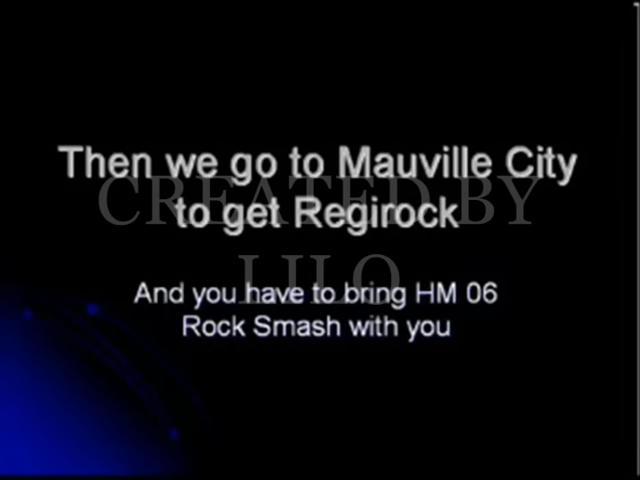 Then we go to Mauville City
to get Regirock
CREATED BY
LILO
And you have to bring HM 06
Rock Smash with you